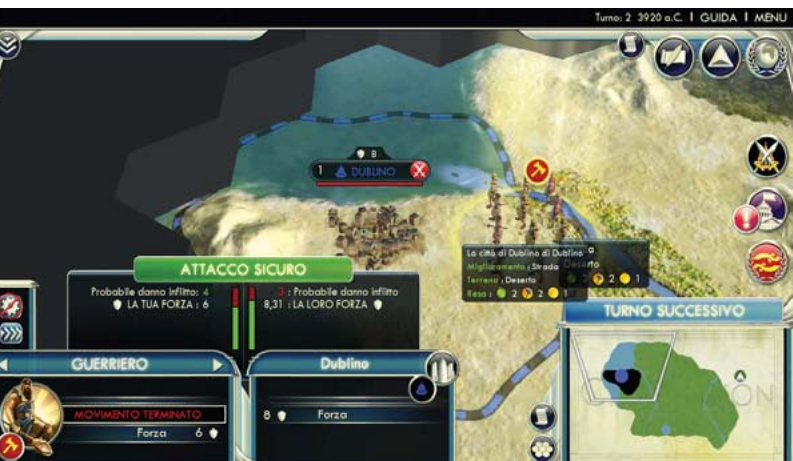 Turno: 2 3920 a.C. | GUIDA | MENU
8
1 DUBLINO
La città di Dublino di Dublino
Miglioramento : Strada
Terreno : Deserto
Resa : 2 2 1
Deserto
2 2 1
ATTACCO SICURO
Probabile danno inflitto: 4
LA TUA FORZA : 6
3 : Probabile danno inflitto
8,31 : LA LORO FORZA
TURNO SUCCESSIVO
GUERRIERO
MOVIMENTO TERMINATO
Forza 6
Dublino
8 Forza